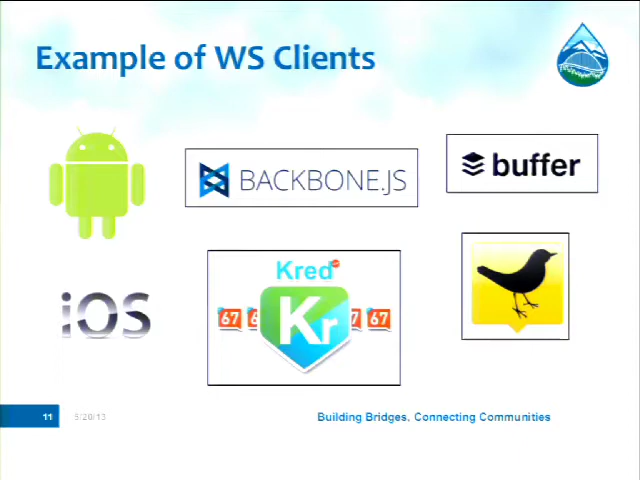 Example of WS Clients
BACKBONE.JS
buffer
iOS
Kred
67 67
Kr
11 5/20/13 Building Bridges, Connecting Communities